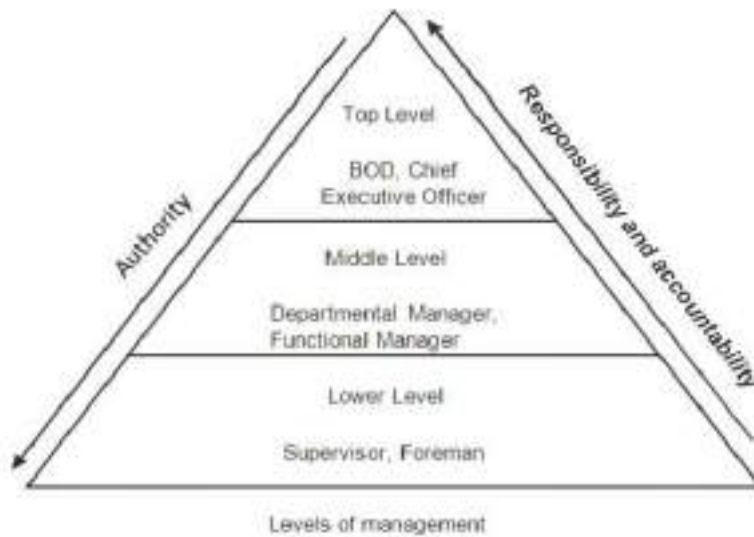 Top Level
BOD, Chief
Executive Officer
Authority
Responsibility and accountability
Middle Level
Departmental Manager,
Functional Manager
Lower Level
Supervisor, Foreman
Levels of management